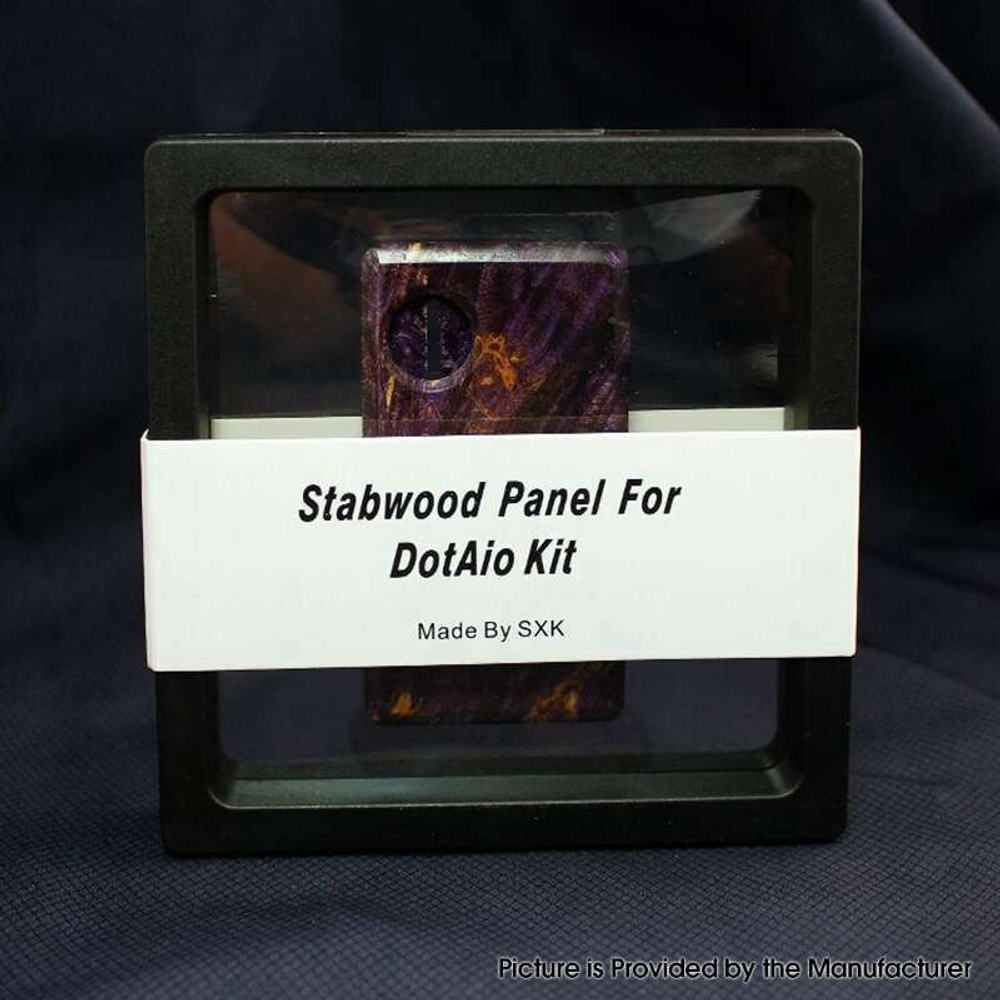 Stabwood Panel For
DotAio Kit
Made By SXK
Picture is Provided by the Manufacturer